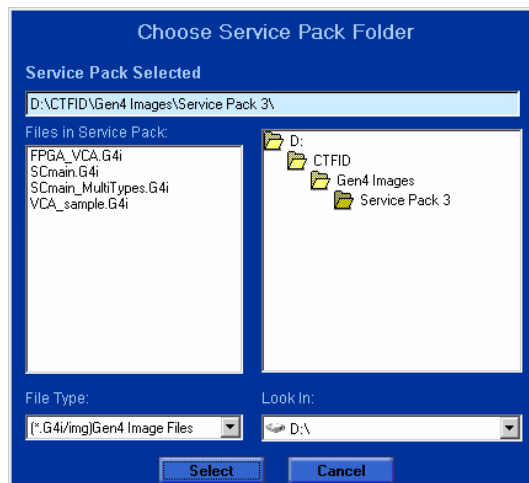 Choose Service Pack Folder
Service Pack Selected
D:\CTFID\Gen4 Images\Service Pack 3\
Files in Service Pack:
FPGA_VCA.G4i
SCmain.G4i
SCmain_MultiTypes.G4i
VCA_sample.G4i
D:
CTFID
Gen4 Images
Service Pack 3
File Type:
(*.G4i/img)Gen4 Image Files
Look In:
D:\
Select
Cancel